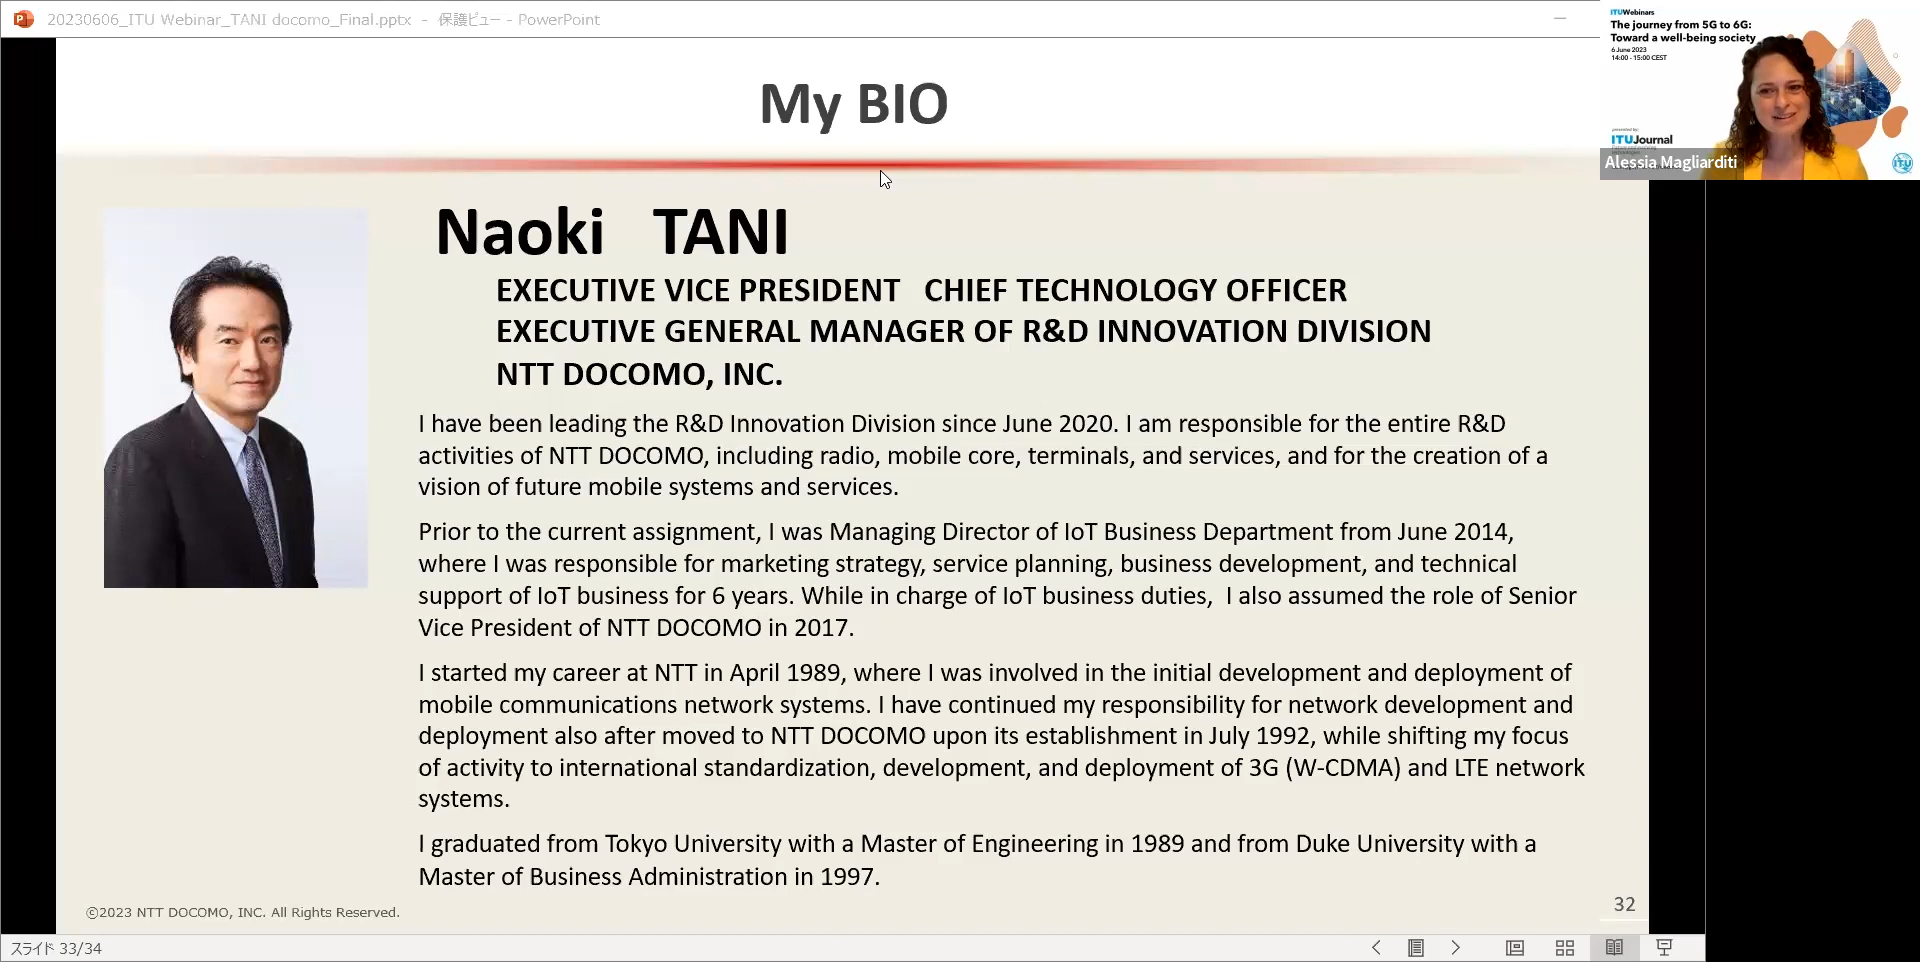 20230606_ITU Webinar_TANI docomo_Final.pptx - 保護ビュー - PowerPoint
ITUWebinars
The journey from 5G to 6G:
Toward a well-being society
6 June 2023
14:00 - 15:00 CEST
presented by:
ITUJournal
Alessia Magliarditi
ITU
My BIO
Naoki TANI
EXECUTIVE VICE PRESIDENT CHIEF TECHNOLOGY OFFICER
EXECUTIVE GENERAL MANAGER OF R&D INNOVATION DIVISION
NTT DOCOMO, INC.
I have been leading the R&D Innovation Division since June 2020. I am responsible for the entire R&D
activities of NTT DOCOMO, including radio, mobile core, terminals, and services, and for the creation of a
vision of future mobile systems and services.
Prior to the current assignment, I was Managing Director of IoT Business Department from June 2014,
where I was responsible for marketing strategy, service planning, business development, and technical
support of IoT business for 6 years. While in charge of IoT business duties, I also assumed the role of Senior
Vice President of NTT DOCOMO in 2017.
I started my career at NTT in April 1989, where I was involved in the initial development and deployment of
mobile communications network systems. I have continued my responsibility for network development and
deployment also after moved to NTT DOCOMO upon its establishment in July 1992, while shifting my focus
of activity to international standardization, development, and deployment of 3G (W-CDMA) and LTE network
systems.
I graduated from Tokyo University with a Master of Engineering in 1989 and from Duke University with a
Master of Business Administration in 1997.
©2023 NTT DOCOMO, INC. All Rights Reserved.
32
スライド 33/34